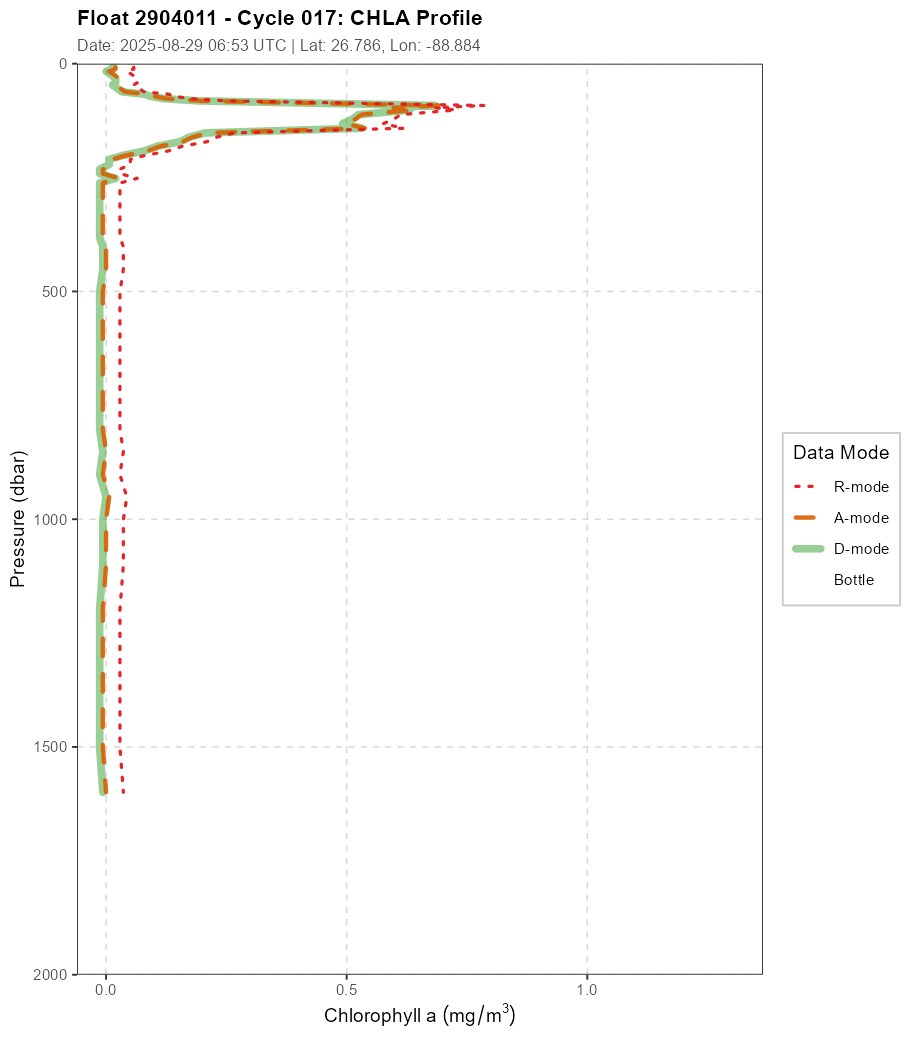 Float 2904011 - Cycle 017: CHLA Profile
Date: 2025-08-29 06:53 UTC | Lat: 26.786, Lon: -88.884
0
500
1000
1500
2000
Pressure (dbar)
0.0
0.5
1.0
Chlorophyll a (mg/m³)
Data Mode
R-mode
A-mode
D-mode
Bottle